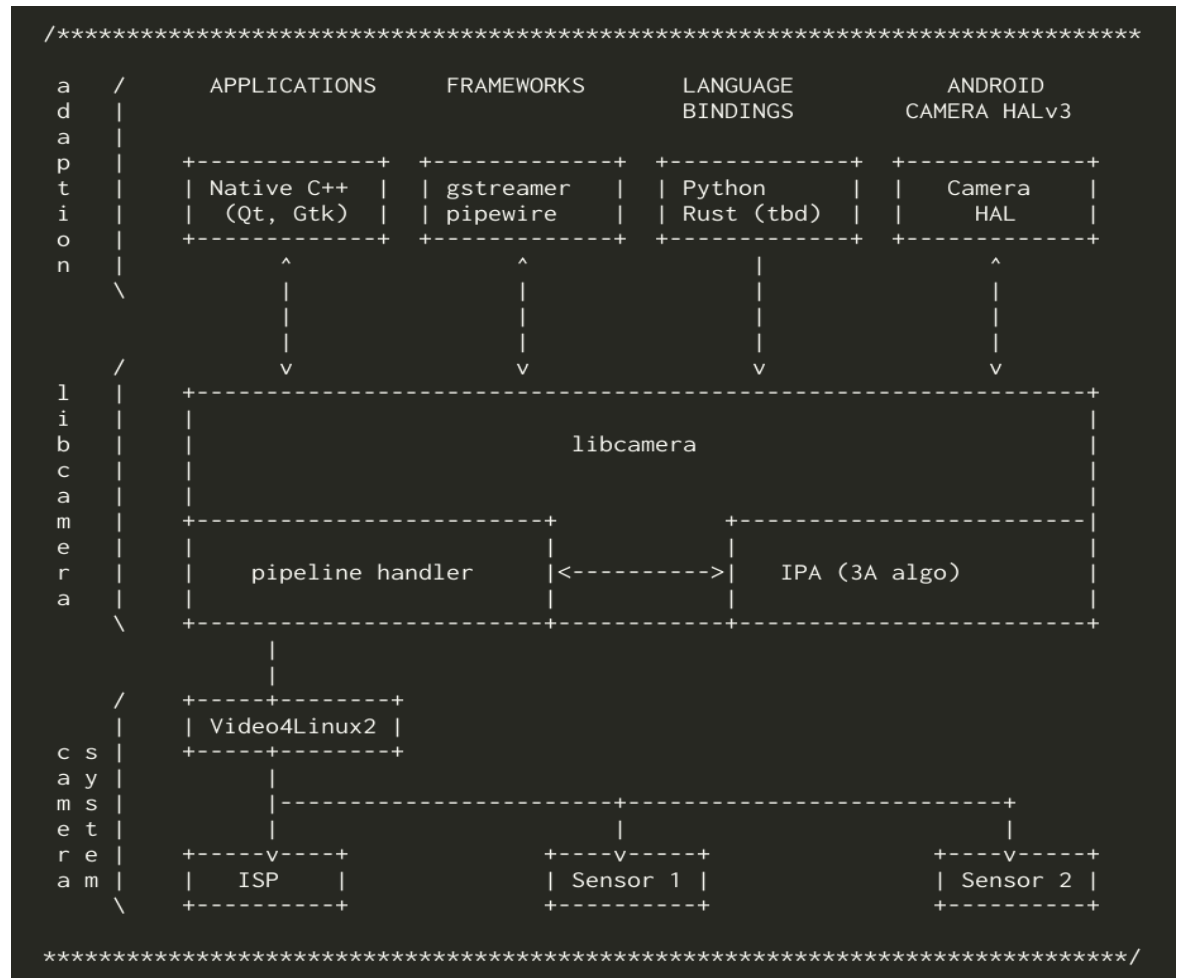 /***************************************************************************
a    /      APPLICATIONS     FRAMEWORKS       LANGUAGE           ANDROID
d    |                                        BINDINGS        CAMERA HALv3
a    |
p    |    +-------------+  +-------------+  +-------------+  +-------------+
t    |    | Native C++  |  | gstreamer   |  | Python      |  |   Camera    |
i    |    |  (Qt, Gtk)  |  | pipewire    |  | Rust (tbd)  |  |     HAL     |
o    |    +-------------+  +-------------+  +-------------+  +-------------+
n    |           ^                ^                |                ^
     \           |                |                |                |
                 |                |                |                |
                 |                |                |                |
     /           v                v                v                v
l    |    +----------------------------------------------------------------+
i    |    |                                                                |
b    |    |                           libcamera                            |
c    |    |                                                                |
a    |    |                                                                |
m    |    +-------------------------+            +-------------------------|
e    |    |                         |            |                         |
r    |    |    pipeline handler     |<---------->|   IPA (3A algo)         |
a    |    |                         |            |                         |
     \    +-------------------------+------------+-------------------------+
                |
                |
     /    +-----+--------+
     |    | Video4Linux2 |
c s  |    +-----+--------+
a y  |          |
m s  |          |------------------------+---------------------------+
e t  |          |                        |                           |
r e  |    +-----v----+              +----v-----+                +----v-----+
a m  |    |   ISP    |              | Sensor 1 |                | Sensor 2 |
     \    +----------+              +----------+                +----------+
***************************************************************************/